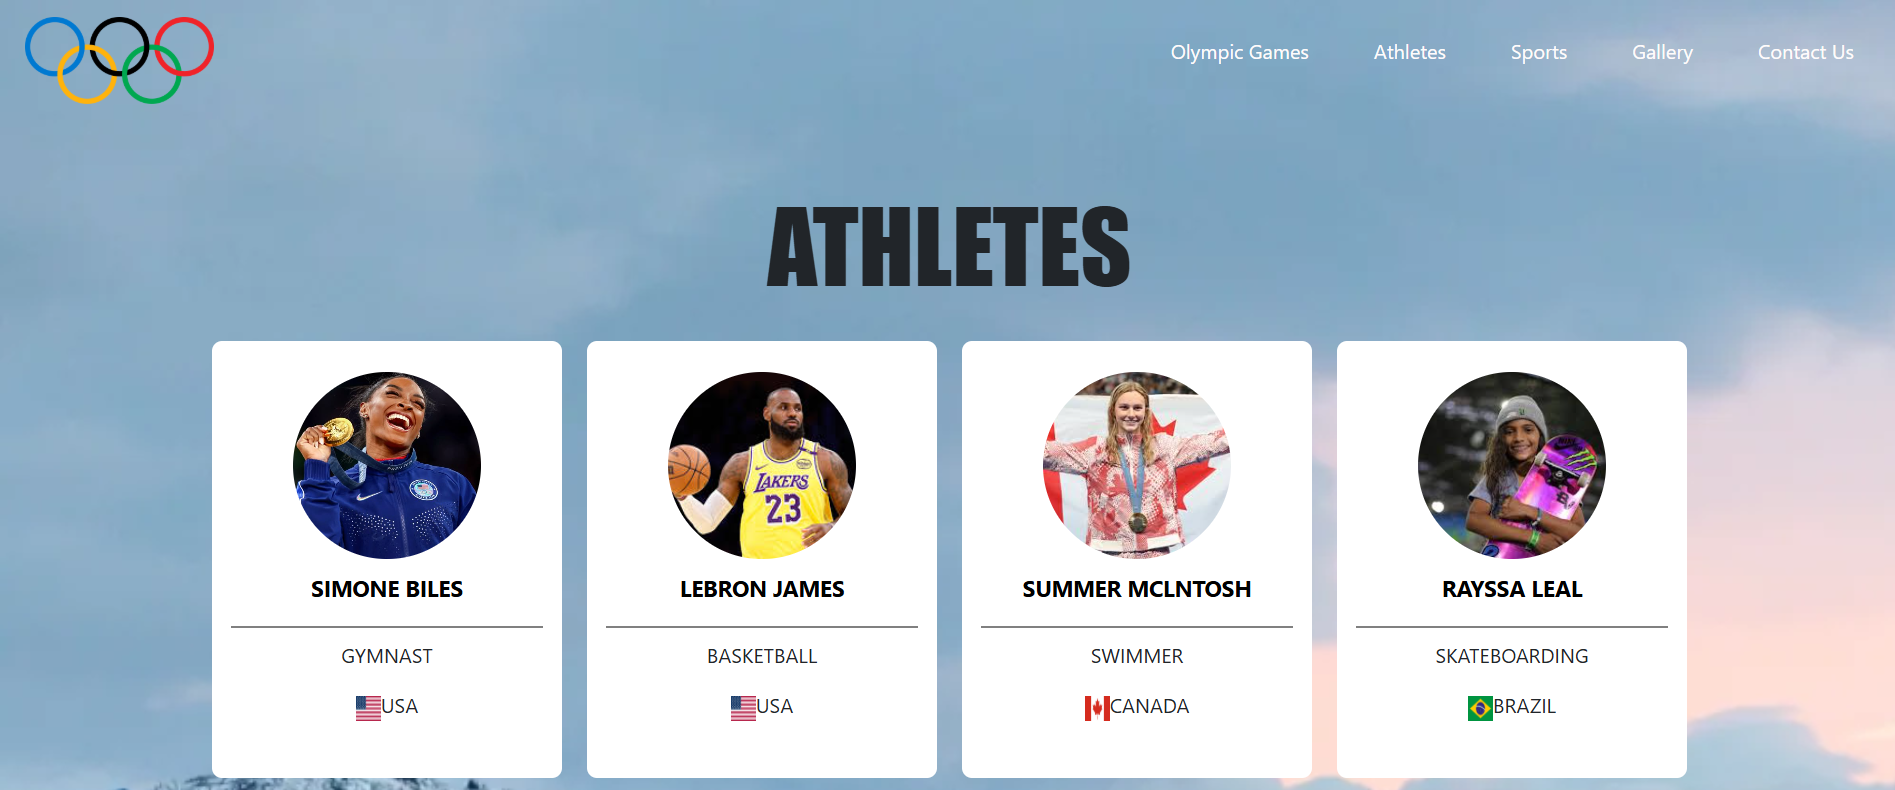 Olympic Games Athletes Sports Gallery Contact Us
ATHLETES
LAKERS
23
SIMONE BILES
GYMNAST
USA
LEBRON JAMES
BASKETBALL
USA
SUMMER MCLNTOSH
SWIMMER
CANADA
RAYSSA LEAL
SKATEBOARDING
BRAZIL